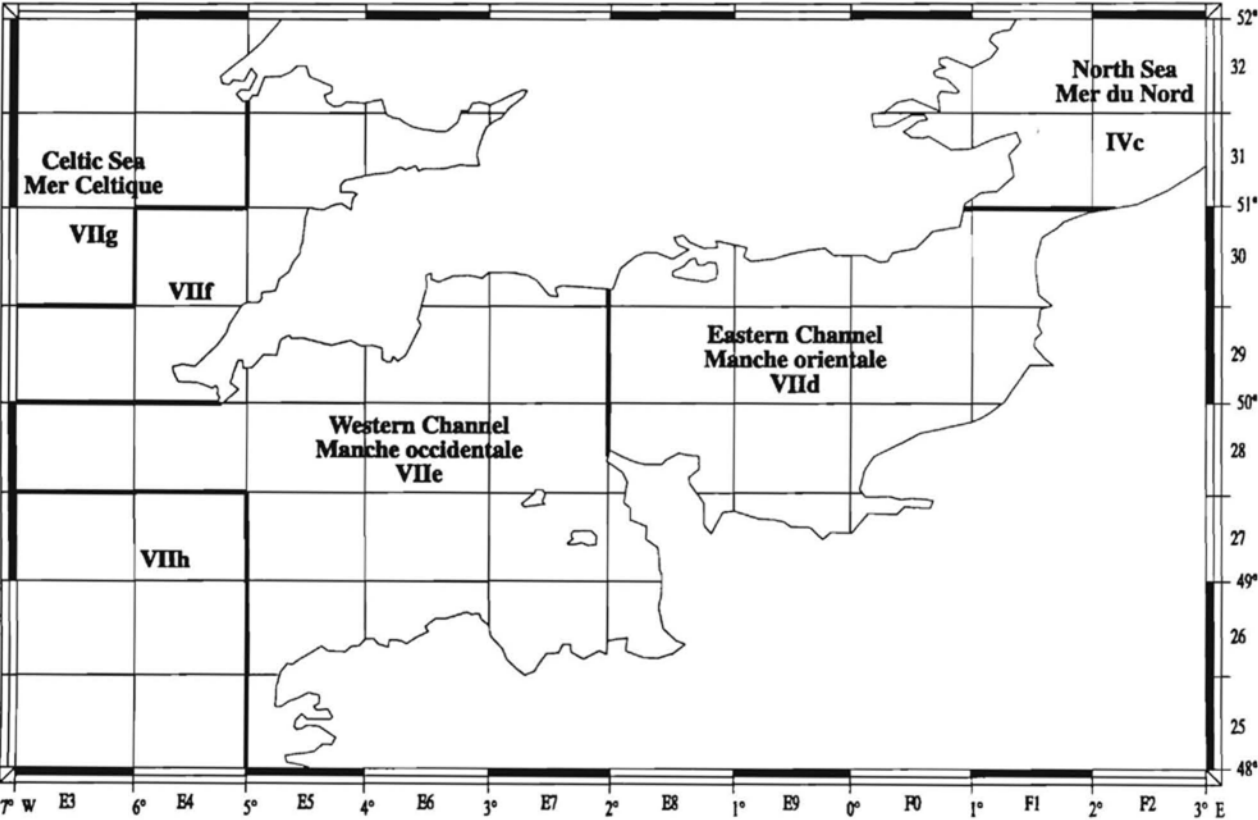 52°
32
North Sea
Mer du Nord
IVc
31
Celtic Sea
Mer Celtique
51°
VIIg
30
VIIf
Eastern Channel
Manche orientale
VIId
29
50°
Western Channel
Manche occidentale
VIIe
28
27
VIIh
49°
26
25
48°
7° W E3 6° E4 5° E5 4° E6 3° E7 2° E8 1° E9 0° F0 1° F1 2° F2 3° E